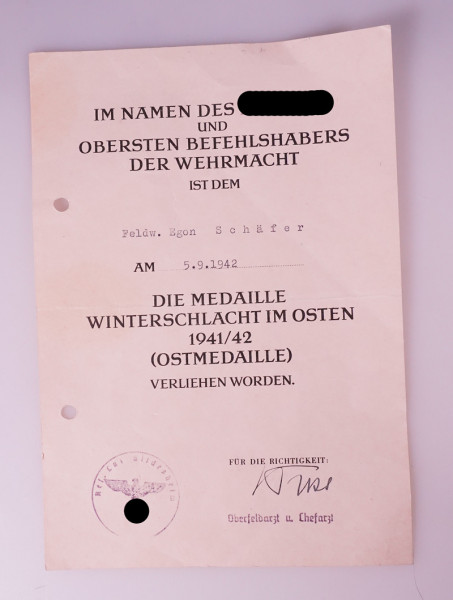 IM NAMEN DES
UND
OBERSTEN BEFEHLSHABERS
DER WEHRMACHT
IST DEM
Feldw. Egon Schäfer
AM 5.9.1942
DIE MEDAILLE
WINTERSCHLACHT IM OSTEN
1941/42
(OSTMEDAILLE)
VERLIEHEN WORDEN.
FÜR DIE RICHTIGKEIT:
Oberfeldarzt u. Chefarzt